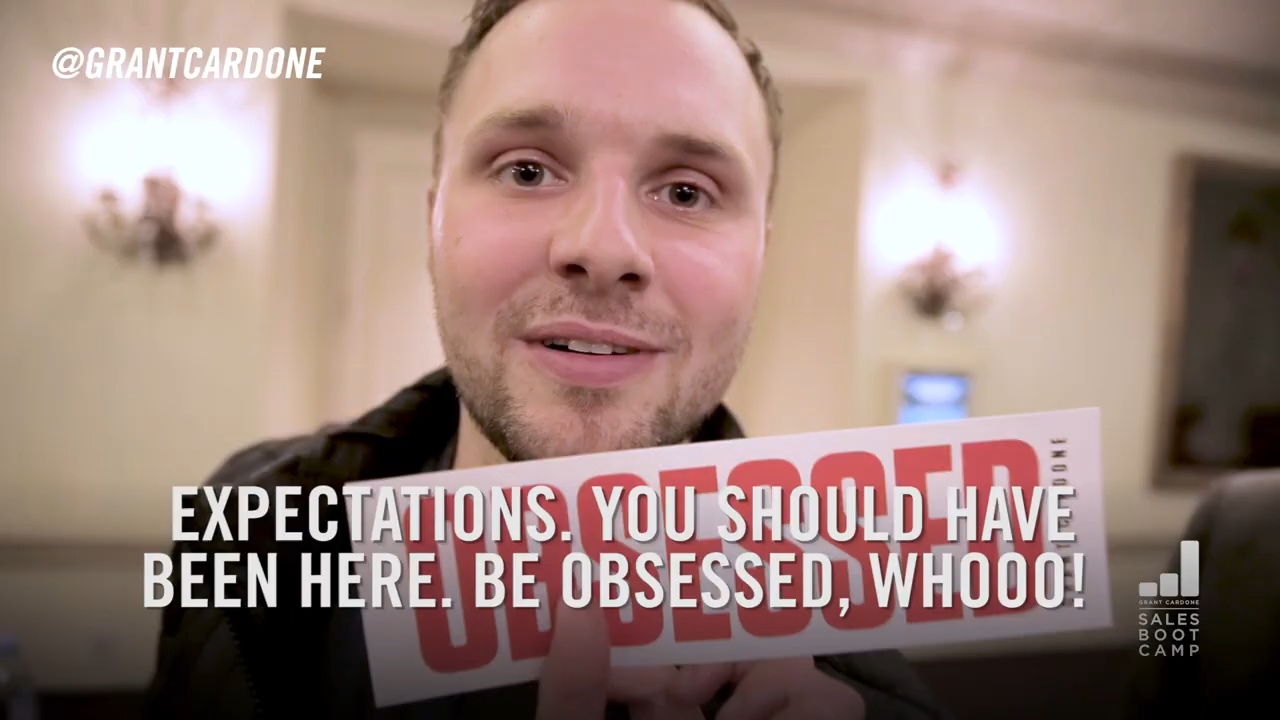 @GRANTCARDONE
OBSESSED
EXPECTATIONS. YOU SHOULD HAVE
BEEN HERE. BE OBSESSED, WHOOO!
GRANT CARDONE
SALES
BOOT
CAMP